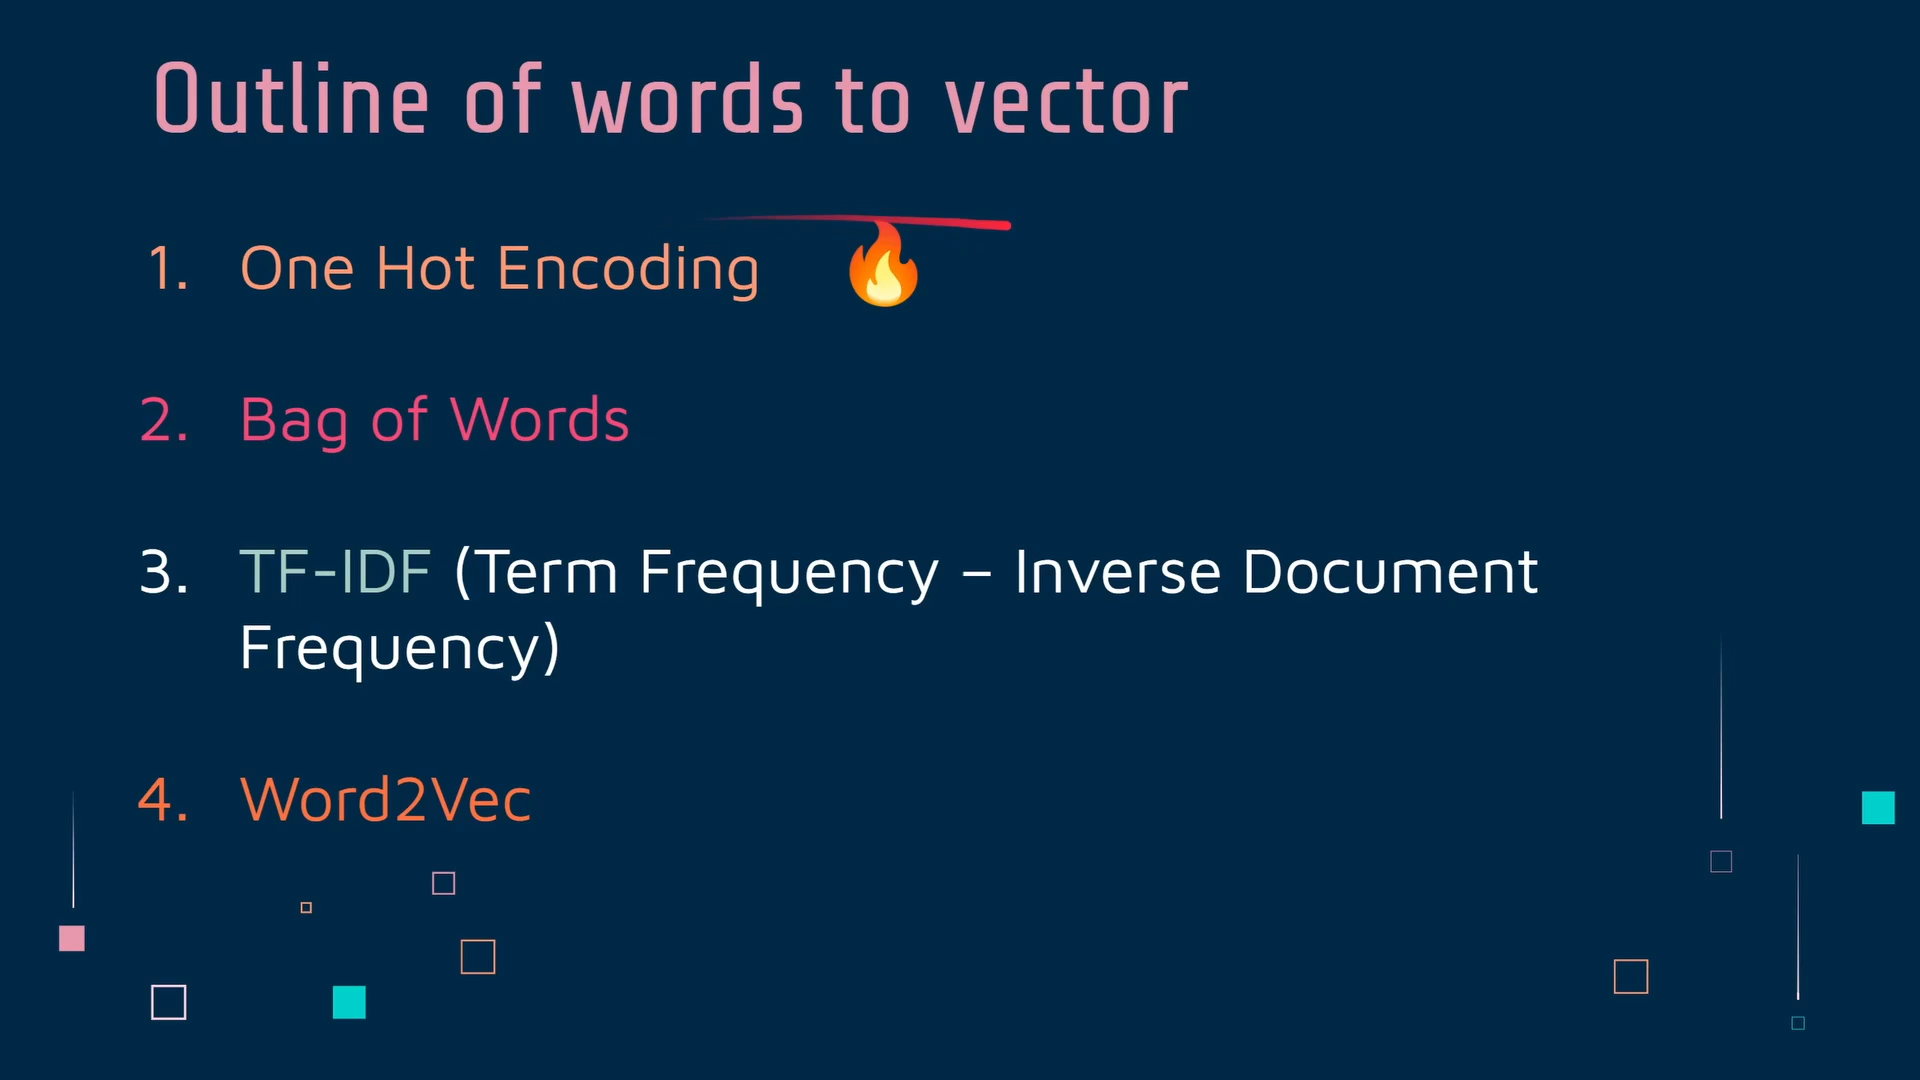 Outline of words to vector
1. One Hot Encoding 🔥
2. Bag of Words
3. TF-IDF (Term Frequency – Inverse Document
Frequency)
4. Word2Vec